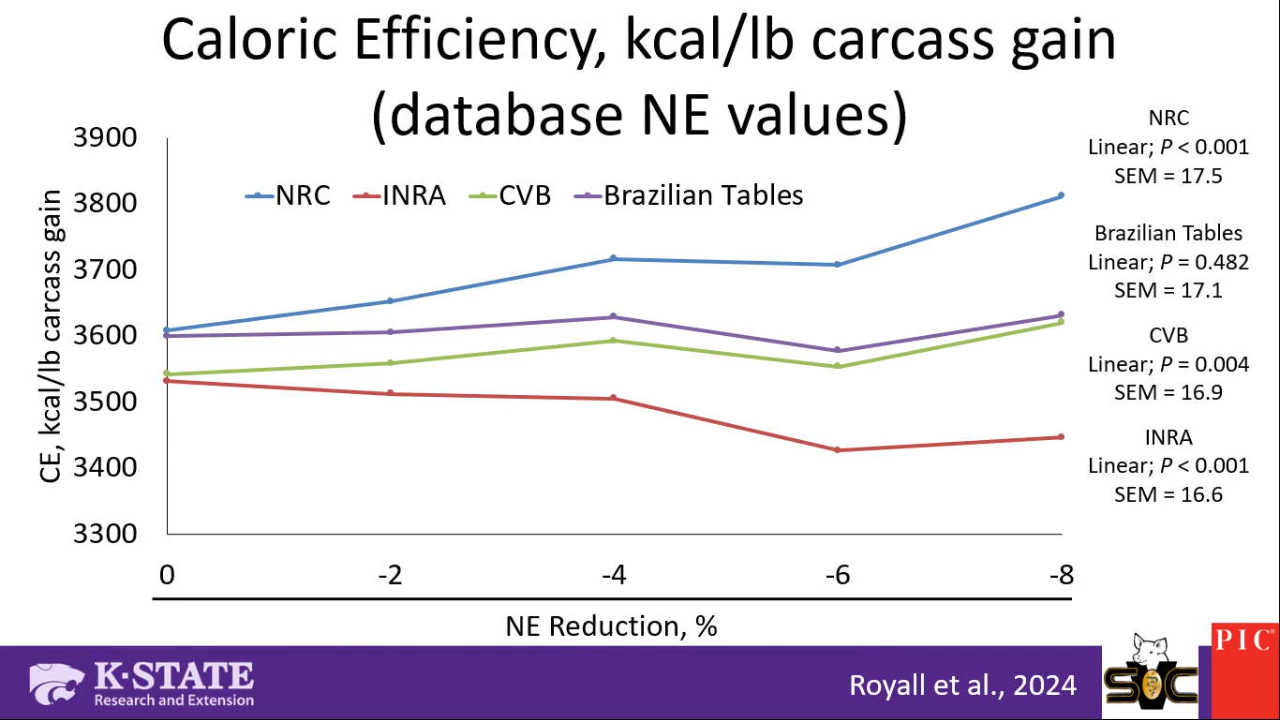 Caloric Efficiency, kcal/lb carcass gain
(database NE values)
NRC
Linear; P < 0.001
SEM = 17.5
Brazilian Tables
Linear; P = 0.482
SEM = 17.1
CVB
Linear; P = 0.004
SEM = 16.9
INRA
Linear; P < 0.001
SEM = 16.6
NRC INRA CVB Brazilian Tables
CE, kcal/lb carcass gain
3900
3800
3700
3600
3500
3400
3300
0 -2 -4 -6 -8
NE Reduction, %
K-STATE
Research and Extension
Royall et al., 2024
SVC
PIC